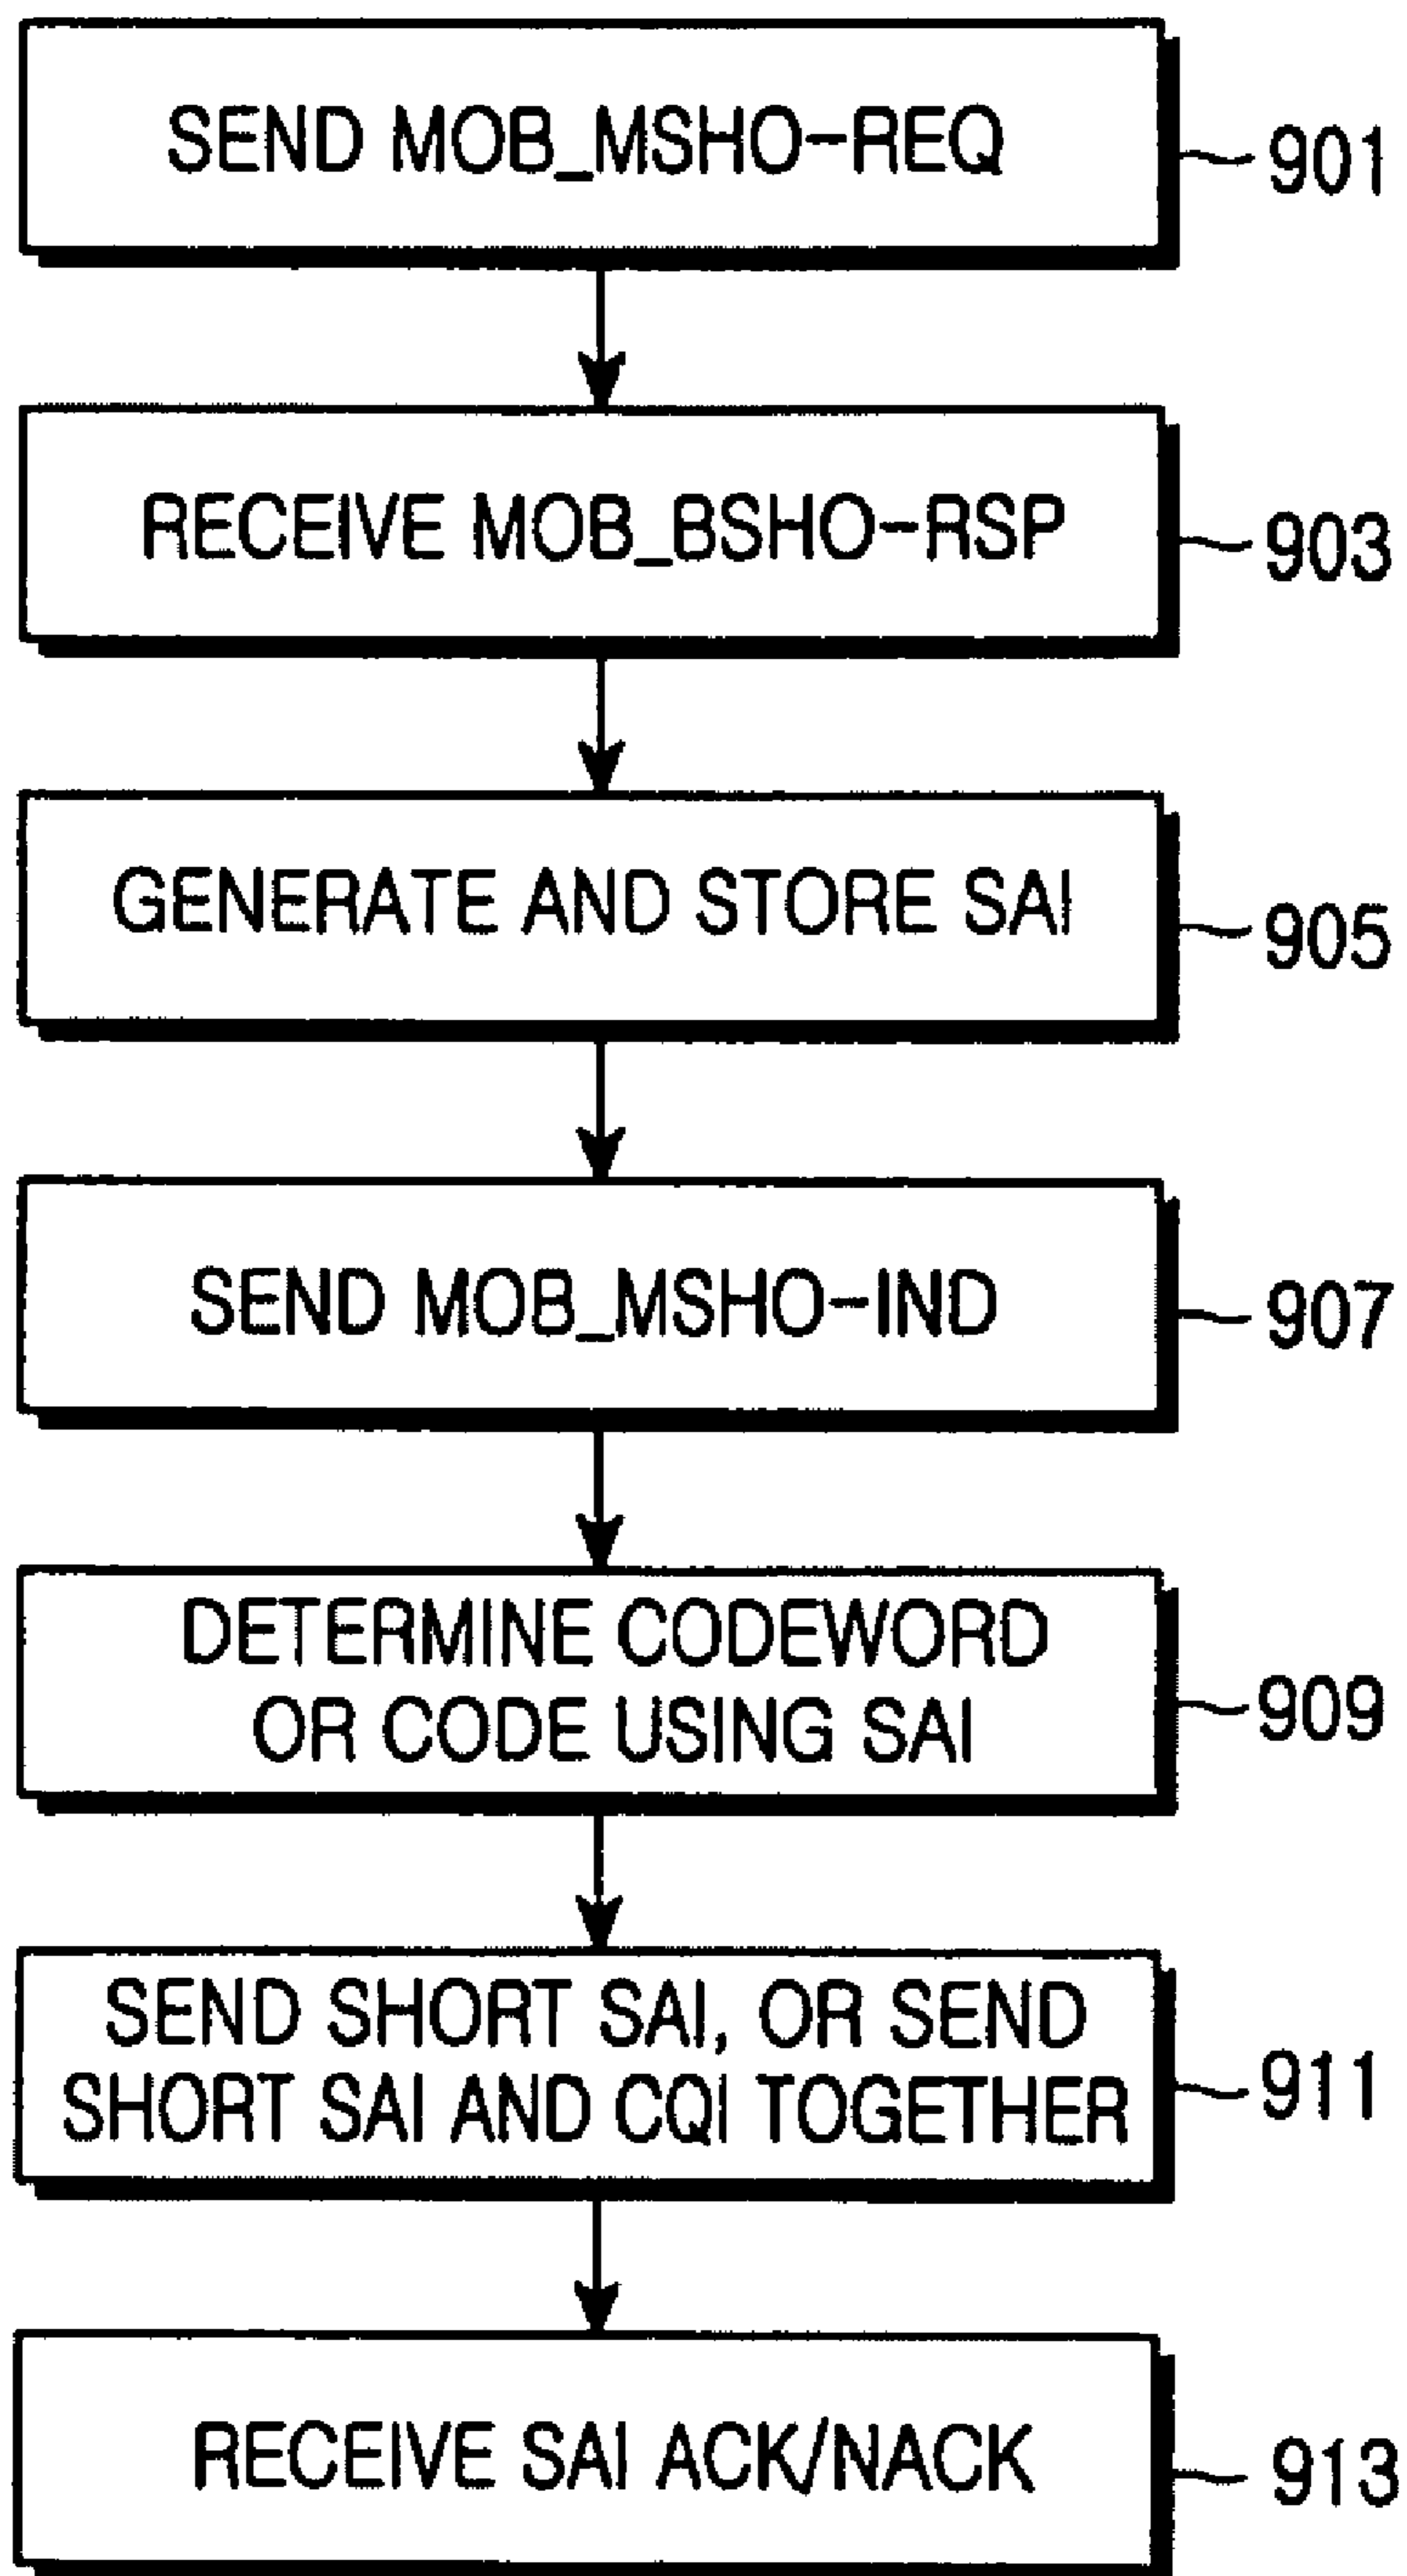 SEND MOB_MSHO-REQ
901
RECEIVE MOB_BSHO-RSP
903
GENERATE AND STORE SAI
905
SEND MOB_MSHO-IND
907
DETERMINE CODEWORD
OR CODE USING SAI
909
SEND SHORT SAI, OR SEND
SHORT SAI AND CQI TOGETHER
911
RECEIVE SAI ACK/NACK
913